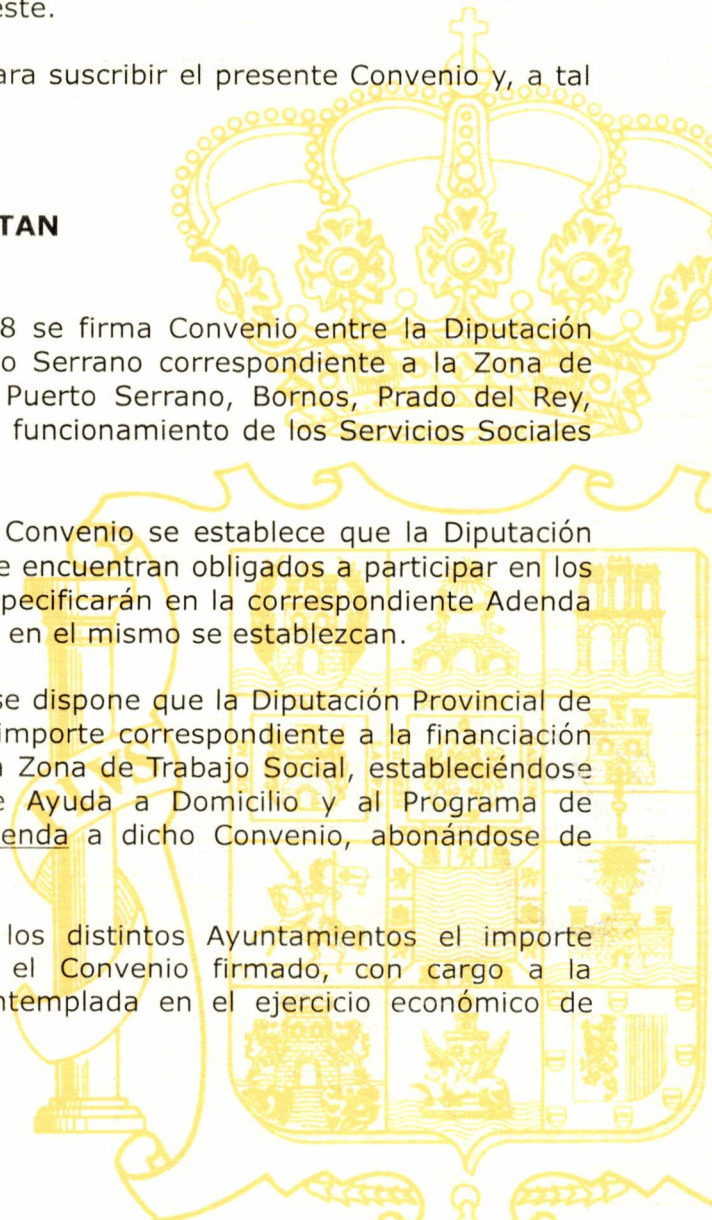 este.
ara suscribir el presente Convenio y, a tal
TAN
8 se firma Convenio entre la Diputación
o Serrano correspondiente a la Zona de
Puerto Serrano, Bornos, Prado del Rey,
funcionamiento de los Servicios Sociales
Convenio se establece que la Diputación
e encuentran obligados a participar en los
pecificarán en la correspondiente Adenda
en el mismo se establezcan.
se dispone que la Diputación Provincial de
importe correspondiente a la financiación
a Zona de Trabajo Social, estableciéndose
e Ayuda a Domicilio y al Programa de
enda a dicho Convenio, abonándose de
los distintos Ayuntamientos el importe
el Convenio firmado, con cargo a la
ntemplada en el ejercicio económico de